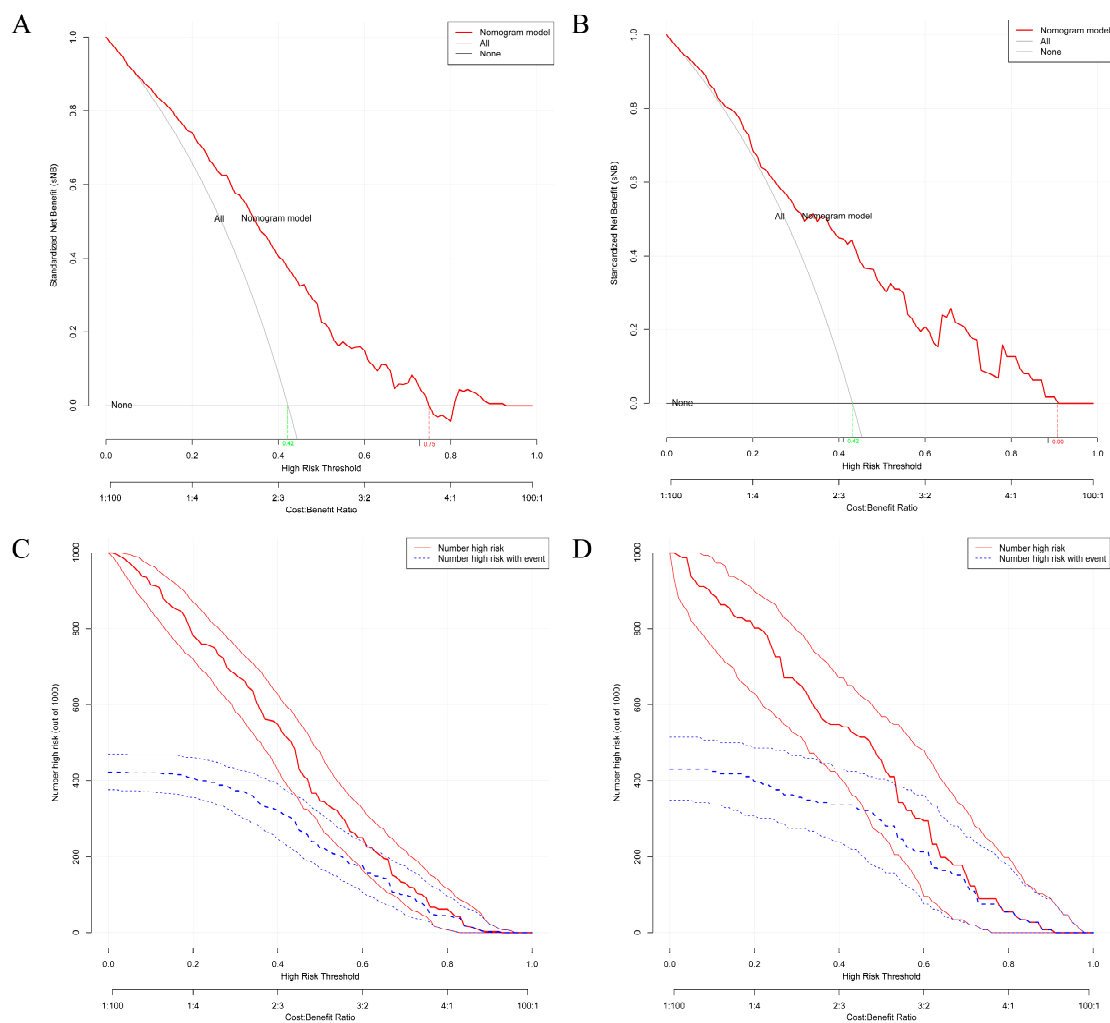 A
Nomogram model
All
None
1.0
0.8
0.6
0.4
0.2
0.0
Standardized Net Benefit (sNB)
All
Nomogram model
None
0.42
0.75
0.0
0.2
0.4
0.6
0.8
1.0
High Risk Threshold
1:100
1:4
2:3
3:2
4:1
100:1
Cost:Benefit Ratio
B
Nomogram model
All
None
1.0
0.8
0.6
0.4
0.2
0.0
Standardized Net Benefit (sNB)
All
Nomogram model
None
0.43
0.0
0.2
0.4
0.6
0.8
1.0
High Risk Threshold
1:100
1:4
2:3
3:2
4:1
100:1
Cost:Benefit Ratio
C
Number high risk
Number high risk with event
1000
800
600
400
200
0
Number high risk (out of 1000)
0.0
0.2
0.4
0.6
0.8
1.0
High Risk Threshold
1:100
1:4
2:3
3:2
4:1
100:1
Cost:Benefit Ratio
D
Number high risk
Number high risk with event
1000
800
600
400
200
0
Number high risk (out of 1000)
0.0
0.2
0.4
0.6
0.8
1.0
High Risk Threshold
1:100
1:4
2:3
3:2
4:1
100:1
Cost:Benefit Ratio